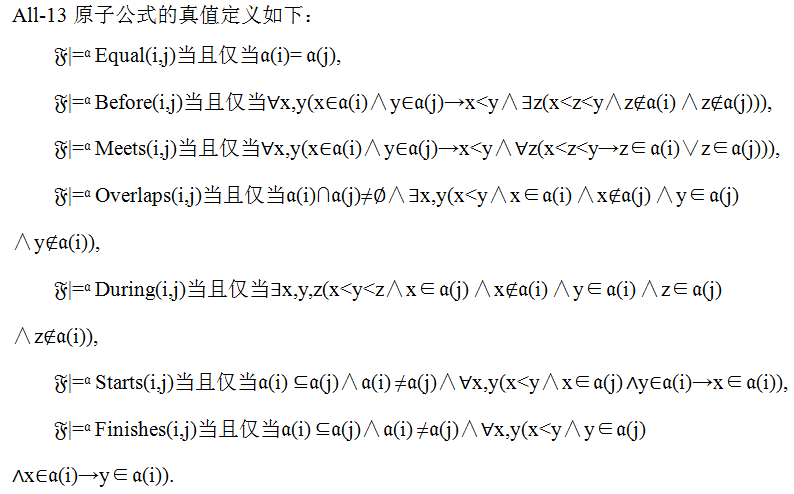 All-13 原子公式的真值定义如下：
𝔉|=ᵅ Equal(i,j)当且仅当α(i)= α(j),
𝔉|=ᵅ Before(i,j)当且仅当∀x,y(x∈α(i)∧y∈α(j)→x<y∧∃z(x<z<y∧z∉α(i) ∧z∉α(j))),
𝔉|=ᵅ Meets(i,j)当且仅当∀x,y(x∈α(i)∧y∈α(j)→x<y∧∀z(x<z<y→z∈α(i)∨z∈α(j))),
𝔉|=ᵅ Overlaps(i,j)当且仅当α(i)∩α(j)≠∅∧∃x,y(x<y∧x∈α(i) ∧x∉α(j) ∧y∈α(j)
∧y∉α(i)),
𝔉|=ᵅ During(i,j)当且仅当∃x,y,z(x<y<z∧x∈α(j) ∧x∉α(i) ∧y∈α(i) ∧z∈α(j)
∧z∉α(i)),
𝔉|=ᵅ Starts(i,j)当且仅当α(i) ⊆α(j)∧α(i) ≠α(j)∧∀x,y(x<y∧x∈α(j) ∧y∈α(i)→x∈α(i)),
𝔉|=ᵅ Finishes(i,j)当且仅当α(i) ⊆α(j)∧α(i) ≠α(j)∧∀x,y(x<y∧y∈α(j)
∧x∈α(i)→y∈α(i)).